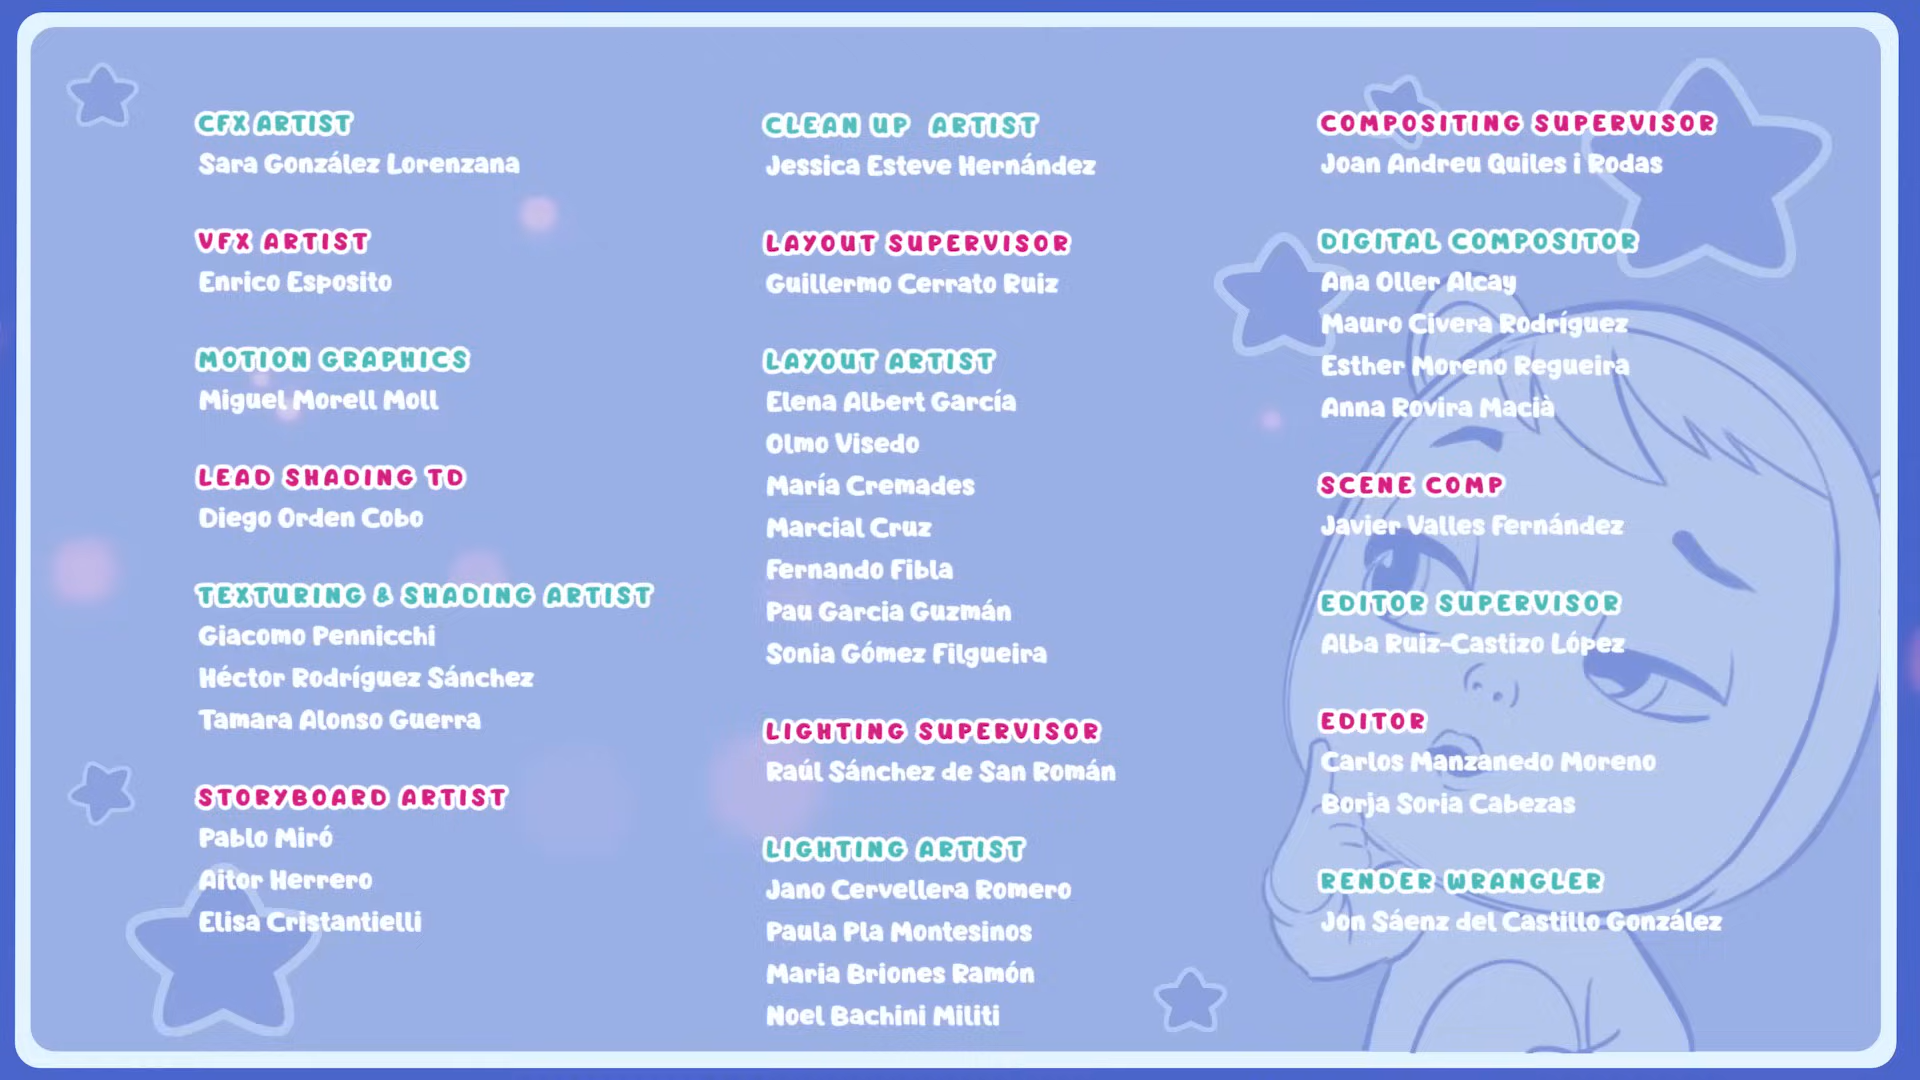 CFX ARTIST
Sara González Lorenzana
VFX ARTIST
Enrico Esposito
MOTION GRAPHICS
Miguel Morell Moll
LEAD SHADING TD
Diego Orden Cobo
TEXTURING & SHADING ARTIST
Giacomo Pennicchi
Héctor Rodríguez Sánchez
Tamara Alonso Guerra
STORYBOARD ARTIST
Pablo Miró
Aitor Herrero
Elisa Cristantielli
CLEAN UP ARTIST
Jessica Esteve Hernández
LAYOUT SUPERVISOR
Guillermo Cerrato Ruiz
LAYOUT ARTIST
Elena Albert García
Olmo Visedo
María Cremades
Marcial Cruz
Fernando Fibla
Pau Garcia Guzmán
Sonia Gómez Filgueira
LIGHTING SUPERVISOR
Raúl Sánchez de San Román
LIGHTING ARTIST
Jano Cervellera Romero
Paula Pla Montesinos
Maria Briones Ramón
Noel Bachini Militi
COMPOSITING SUPERVISOR
Joan Andreu Quiles i Rodas
DIGITAL COMPOSITOR
Ana Oller Alcay
Mauro Civera Rodríguez
Esther Moreno Regueira
Anna Rovira Macià
SCENE COMP
Javier Valles Fernández
EDITOR SUPERVISOR
Alba Ruiz-Castizo López
EDITOR
Carlos Manzanedo Moreno
Borja Soria Cabezas
RENDER WRANGLER
Jon Sáenz del Castillo González